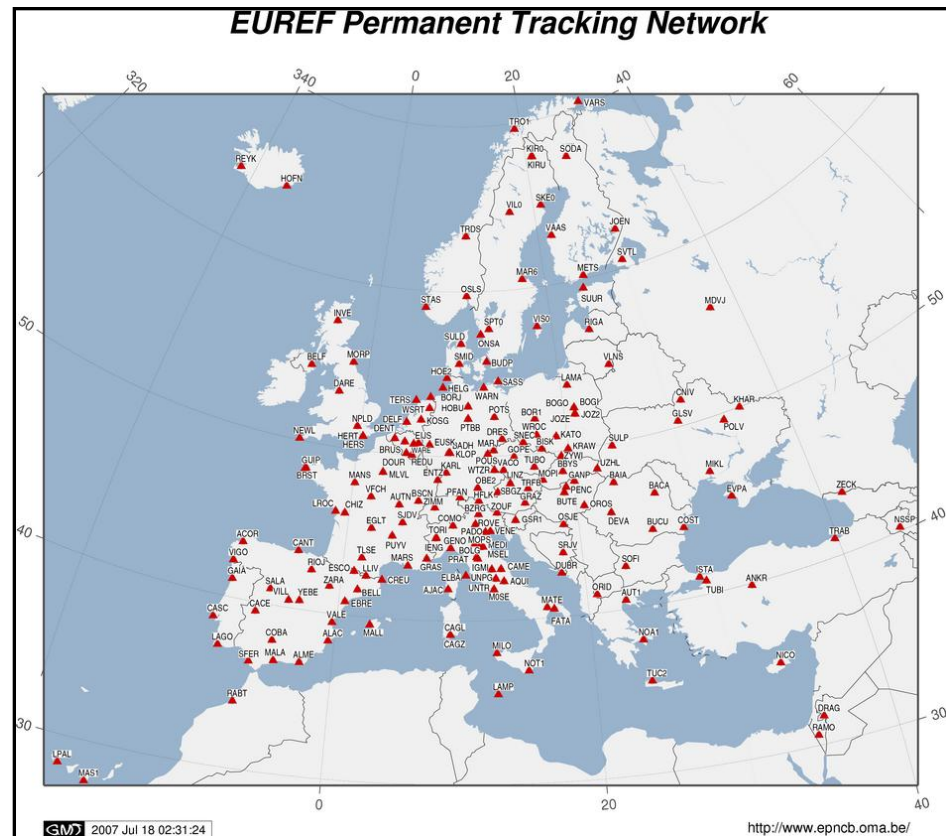 EUREF Permanent Tracking Network
320 340 0 20 40 60
VARS
TRO1
KIR0
KIRU
SODA
REYK
HOFN
SKE0
VIL0
VAAS
JOEN
TRDS
SVTL
METS
MAR6
SUUR
OSLS
STAS
MDVJ
50
50
INVE
SPT0
VIS0
RIGA
ONSA
SULD
BELF
MORP
SMID
BUDP
VLNS
HOE2
DARE
HELG
SASS
LAMA
WARN
TERS
BORJ
CNIV
KHAR
WSRT
HOBU
POTS
BOR1
BOGO
BOGI
JOZE
JOZ2
GLSV
POLV
DELF
KOSG
PTBB
NPLD
DENT
WROC
NEWL
HERT
HERS
EUS
EUSK
DRES
SNEC
KATO
BISK
KRAW
SULP
BRUS
WARE
KLOP
MARJ
GOPE
ZYWI
GUIP
BRST
DOUR
REDU
POUS
TUBO
BBYS
UZHL
MIKL
MANS
MLVL
KARL
WTZR
VACO
MOPI
GANP
BAIA
BACA
EVPA
ZECK
ENTZ
LINZ
TRFB
PENC
VFCH
OBE2
BUTE
OROS
NSSP
40
LROC
CHIZ
AUTN
BSCN
PFAN
SBGZ
GRAZ
ZIMM
HFLK
DEVA
40
ACOR
EGLT
SJDV
COMO
BZRG
ZOUF
GSR1
OSJE
BUCU
COST
TRAB
VIGO
CANT
PUYV
TORI
PADO
ROVE
VENE
GAIA
RIOJ
TLSE
MARS
IENG
GENO
MOPS
MEDI
SRJV
SOFI
ESCO
LLIV
GRAS
PRAT
BOLG
MSEL
DUBR
ISTA
SALA
ZARA
CREU
ELBA
IGMI
CAME
TUBI
ANKR
VILL
YEBE
BELL
AJAC
UNPG
AQUI
ORID
AUT1
CASC
CACE
EBRE
UNTR
M0SE
MATE
FATA
VALE
LAGO
COBA
ALAC
MALL
CAGL
CAGZ
NOA1
SFER
MALA
ALME
MILO
NICO
NOT1
TUC2
RABT
LAMP
DRAG
30
30
RAMO
LPAL
MAS1
0 20 40
GMD 2007 Jul 18 02:31:24 http://www.epncb.oma.be/